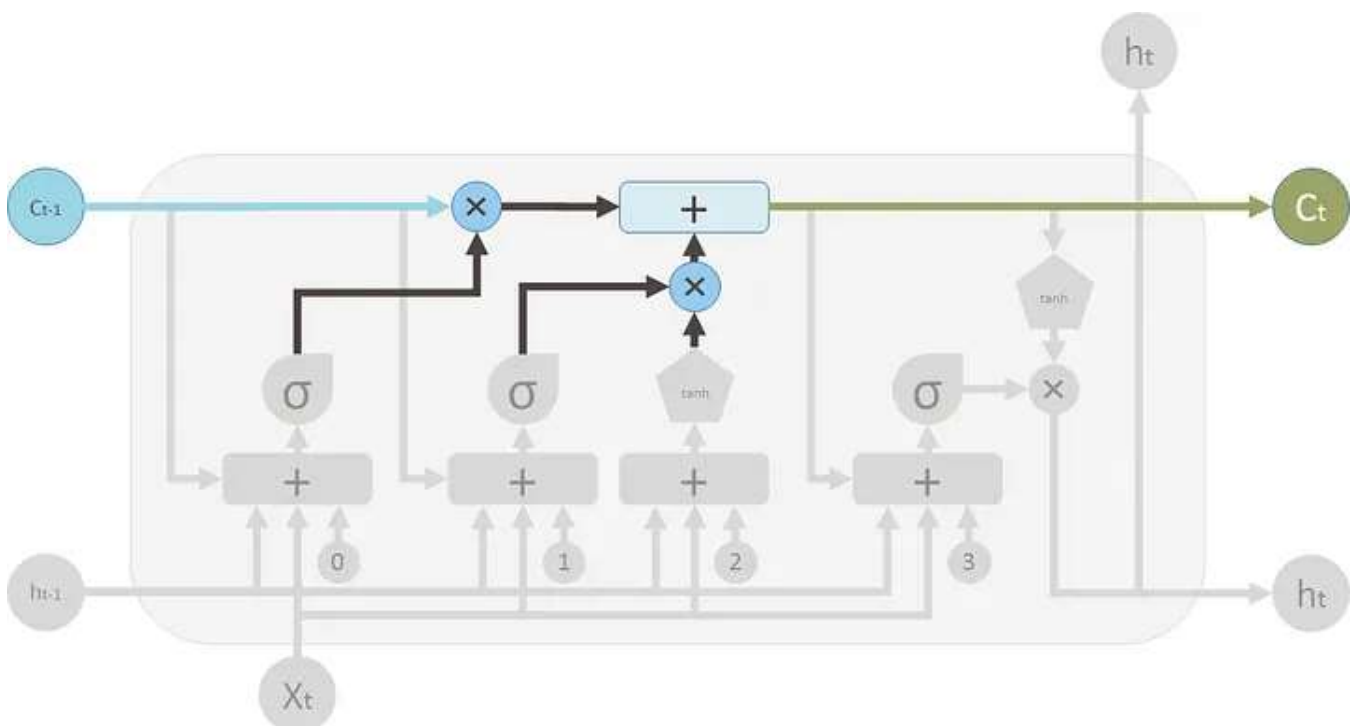 ht
Ct-1
×
+
Ct
×
tanh
σ
σ
tanh
σ
×
+
+
+
+
0
1
2
3
ht-1
ht
Xt